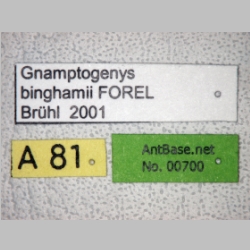 Gnamptogenys
binghamii FOREL
Brühl 2001
A 81
AntBase.net
No. 00700